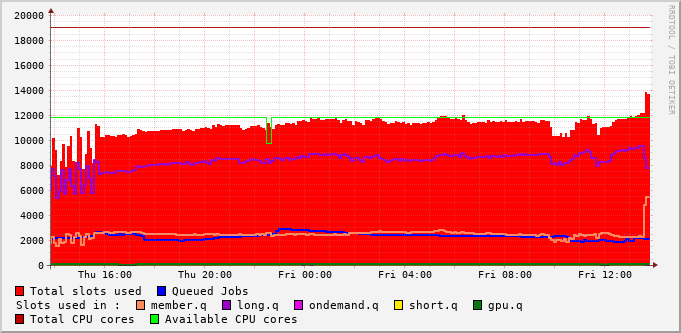 20000
18000
16000
14000
12000
10000
8000
6000
4000
2000
0
Thu 16:00 Thu 20:00 Fri 00:00 Fri 04:00 Fri 08:00 Fri 12:00
RRDTOOL / TOBI OETIKER
Total slots used Queued Jobs
Slots used in : member.q long.q ondemand.q short.q gpu.q
Total CPU cores Available CPU cores